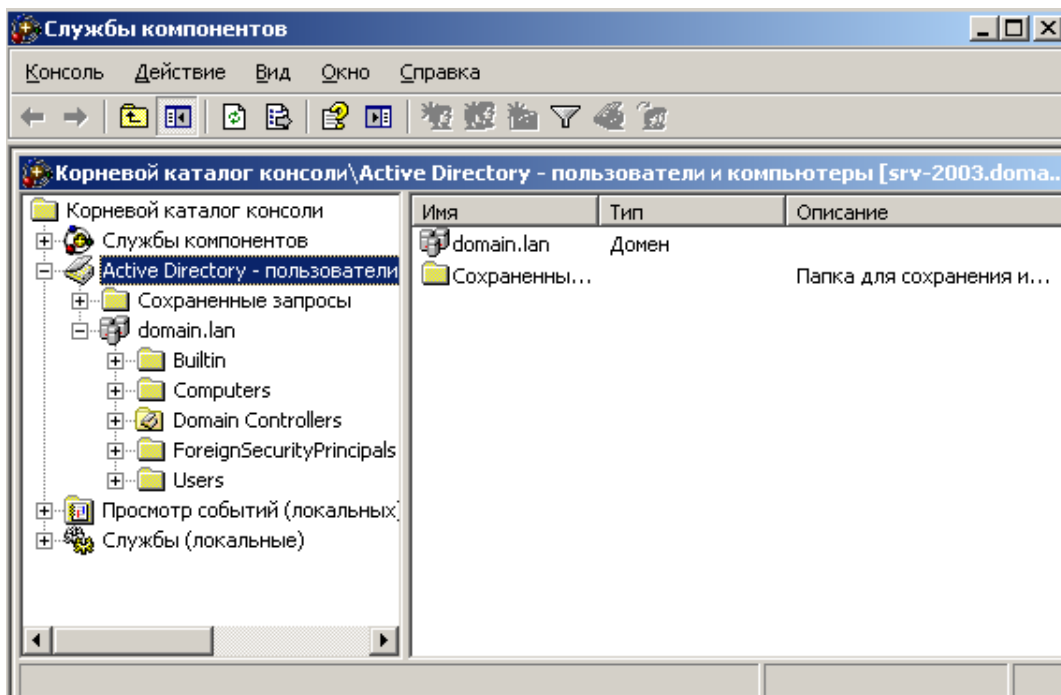 Службы компонентов
Консоль Действие Вид Окно Справка
Корневой каталог консоли\Active Directory - пользователи и компьютеры [srv-2003.doma...
Корневой каталог консоли
Службы компонентов
Active Directory - пользователи
Сохраненные запросы
domain.lan
Builtin
Computers
Domain Controllers
ForeignSecurityPrincipals
Users
Просмотр событий (локальных)
Службы (локальные)
Имя Тип Описание
domain.lan Домен
Сохраненны... Папка для сохранения и...